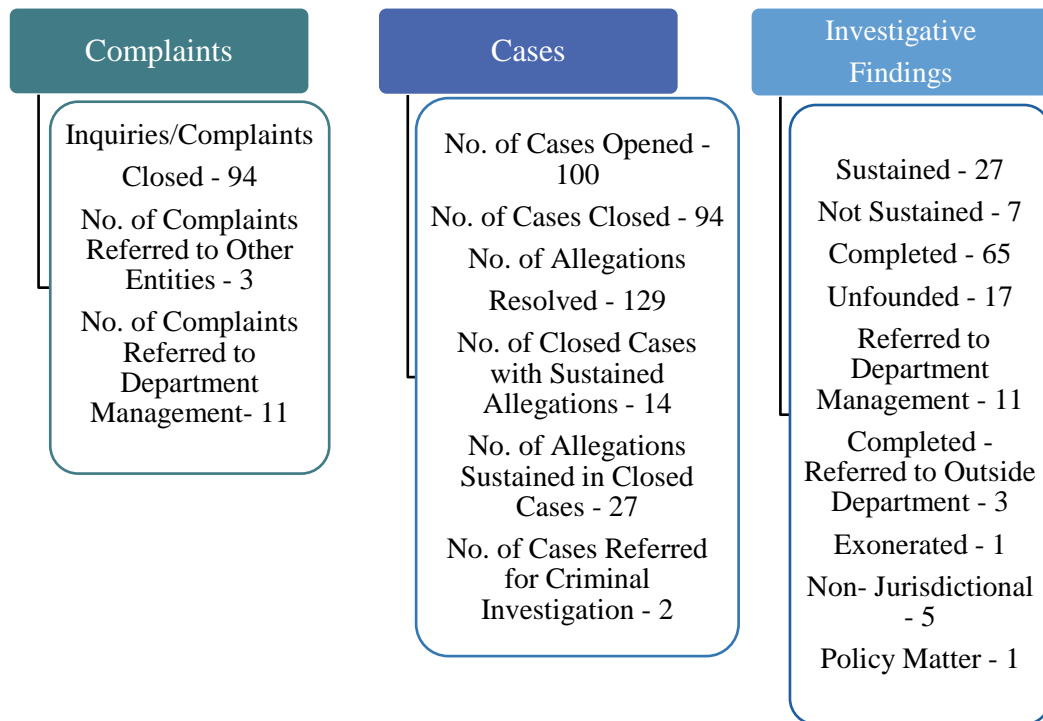 Complaints
Inquiries/Complaints
Closed - 94
No. of Complaints
Referred to Other
Entities - 3
No. of Complaints
Referred to
Department
Management- 11
Cases
No. of Cases Opened -
100
No. of Cases Closed - 94
No. of Allegations
Resolved - 129
No. of Closed Cases
with Sustained
Allegations - 14
No. of Allegations
Sustained in Closed
Cases - 27
No. of Cases Referred
for Criminal
Investigation - 2
Investigative
Findings
Sustained - 27
Not Sustained - 7
Completed - 65
Unfounded - 17
Referred to
Department
Management - 11
Completed -
Referred to Outside
Department - 3
Exonerated - 1
Non- Jurisdictional
- 5
Policy Matter - 1